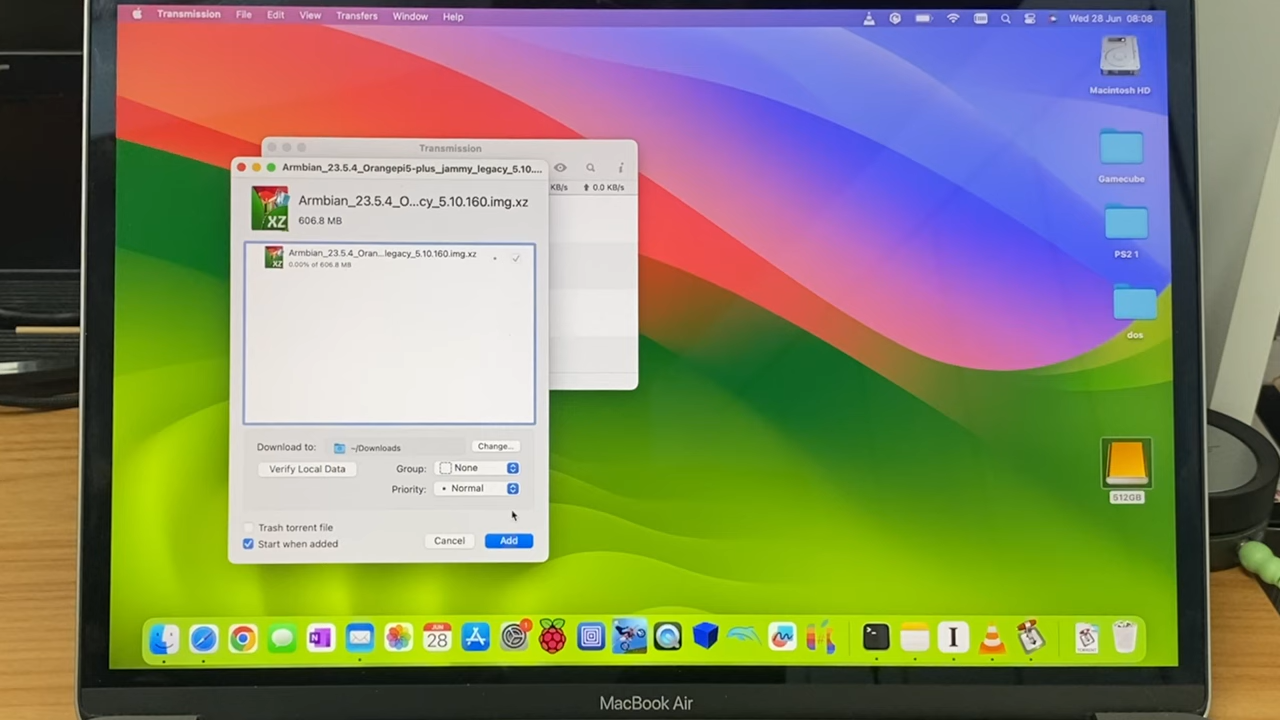 Transmission File Edit View Transfers Window Help
Wed 28 Jun 08:08
Macintosh HD
Gamecube
PS2 1
dos
512GB
Transmission
KB/s 0.0 KB/s
Armbian_23.5.4_Orangepi5-plus_jammy_legacy_5.10....
Armbian_23.5.4_O...cy_5.10.160.img.xz
606.8 MB
XZ
Armbian_23.5.4_Oran...legacy_5.10.160.img.xz
0.00% of 606.8 MB
Download to: ~/Downloads Change...
Verify Local Data Group: None
Priority: • Normal
Trash torrent file
Start when added
Cancel Add
JUN
28
1
MacBook Air